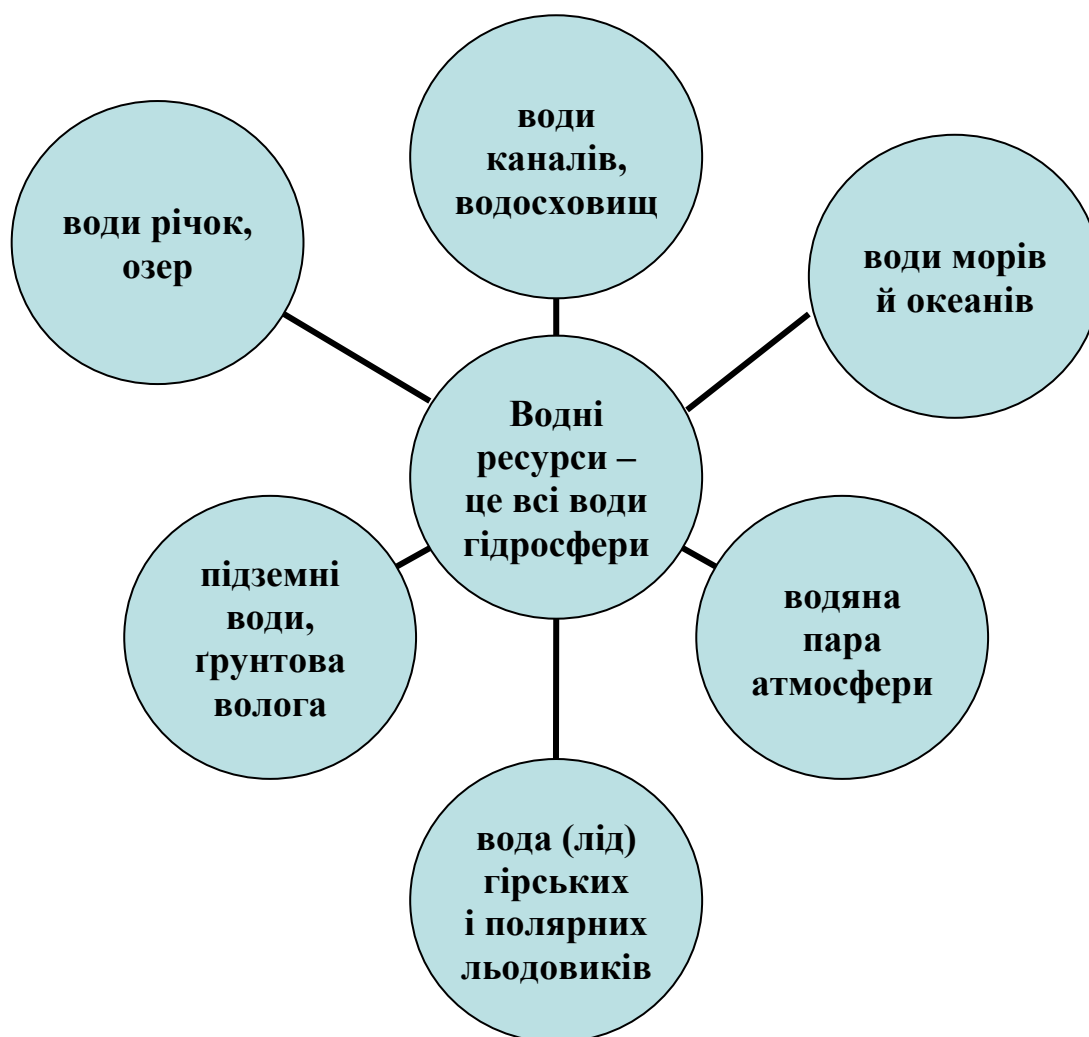 води
каналів,
водосховищ
води річок,
озер
води морів
й океанів
Водні
ресурси –
це всі води
гідросфери
підземні
води,
ґрунтова
волога
водяна
пара
атмосфери
вода (лід)
гірських
і полярних
льодовиків